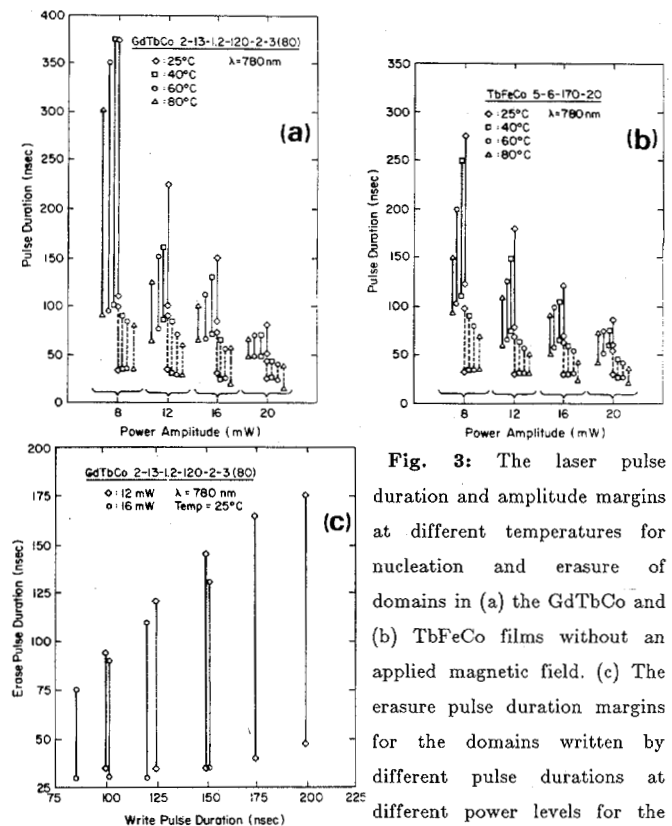 400
350
300
250
200
150
100
50
0
Pulse Duration (nsec)
GdTbCo 2-13-1.2-120-2-3(80)
◇ : 25°C λ = 780 nm
□ : 40°C
○ : 60°C
△ : 80°C
(a)
8 12 16 20
Power Amplitude (mW)
350
300
250
200
150
100
50
0
Pulse Duration (nsec)
TbFeCo 5-6-170-20
◇ : 25°C λ = 780 nm
□ : 40°C
○ : 60°C
△ : 80°C
(b)
8 12 16 20
Power Amplitude (mW)
200
175
150
125
100
75
50
25
Erase Pulse Duration (nsec)
GdTbCo 2-13-1.2-120-2-3(80)
◇ : 12 mW λ = 780 nm
○ : 16 mW Temp = 25°C
(c)
75 100 125 150 175 200 225
Write Pulse Duration (nsec)
Fig. 3: The laser pulse
duration and amplitude margins
at different temperatures for
nucleation and erasure of
domains in (a) the GdTbCo and
(b) TbFeCo films without an
applied magnetic field. (c) The
erasure pulse duration margins
for the domains written by
different pulse durations at
different power levels for the